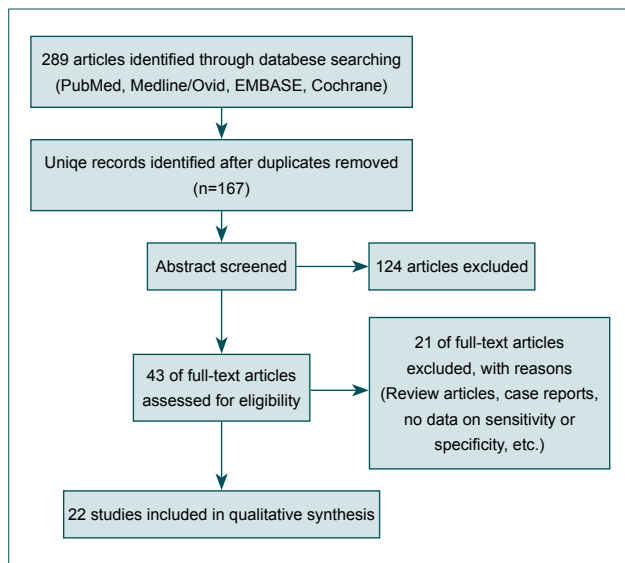 289 articles identified through databese searching
(PubMed, Medline/Ovid, EMBASE, Cochrane)
Uniqe records identified after duplicates removed
(n=167)
Abstract screened
124 articles excluded
43 of full-text articles
assessed for eligibility
21 of full-text articles
excluded, with reasons
(Review articles, case reports,
no data on sensitivity or
specificity, etc.)
22 studies included in qualitative synthesis